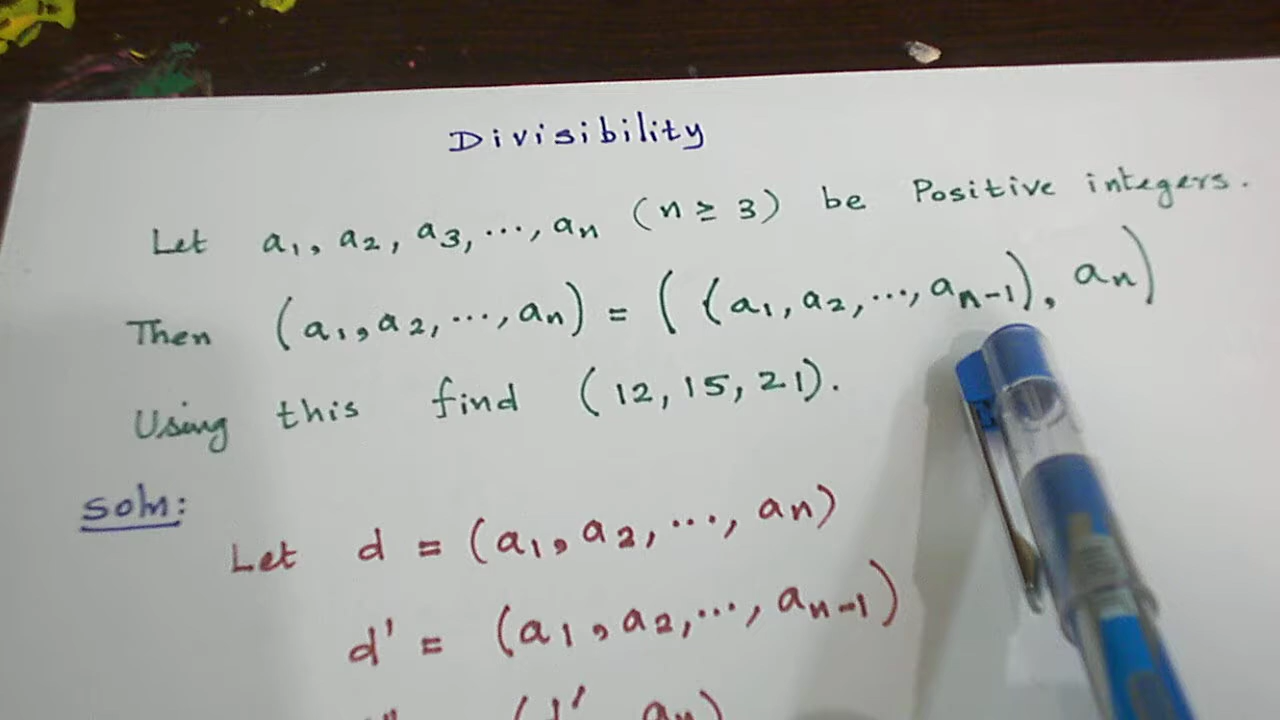 Divisibility
Let a₁, a₂, a₃, ..., aₙ (n ≥ 3) be Positive integers.
Then (a₁, a₂, ..., aₙ) = ((a₁, a₂, ..., aₙ₋₁), aₙ)
Using this find (12, 15, 21).
Soln:
Let d = (a₁, a₂, ..., aₙ)
d' = (a₁, a₂, ..., aₙ₋₁)
(d' aₙ)